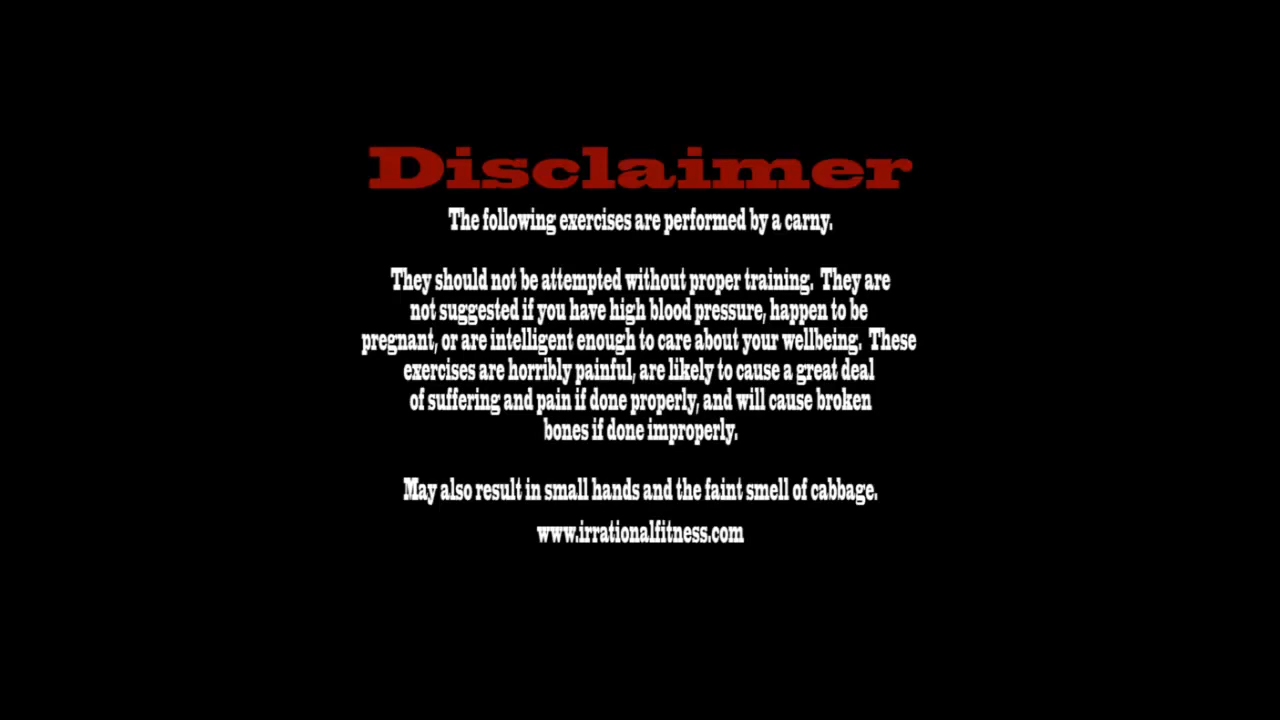 Disclaimer
The following exercises are performed by a carny.
They should not be attempted without proper training.  They are
not suggested if you have high blood pressure, happen to be
pregnant, or are intelligent enough to care about your wellbeing.  These
exercises are horribly painful, are likely to cause a great deal
of suffering and pain if done properly, and will cause broken
bones if done improperly.
May also result in small hands and the faint smell of cabbage.
www.irrationalfitness.com